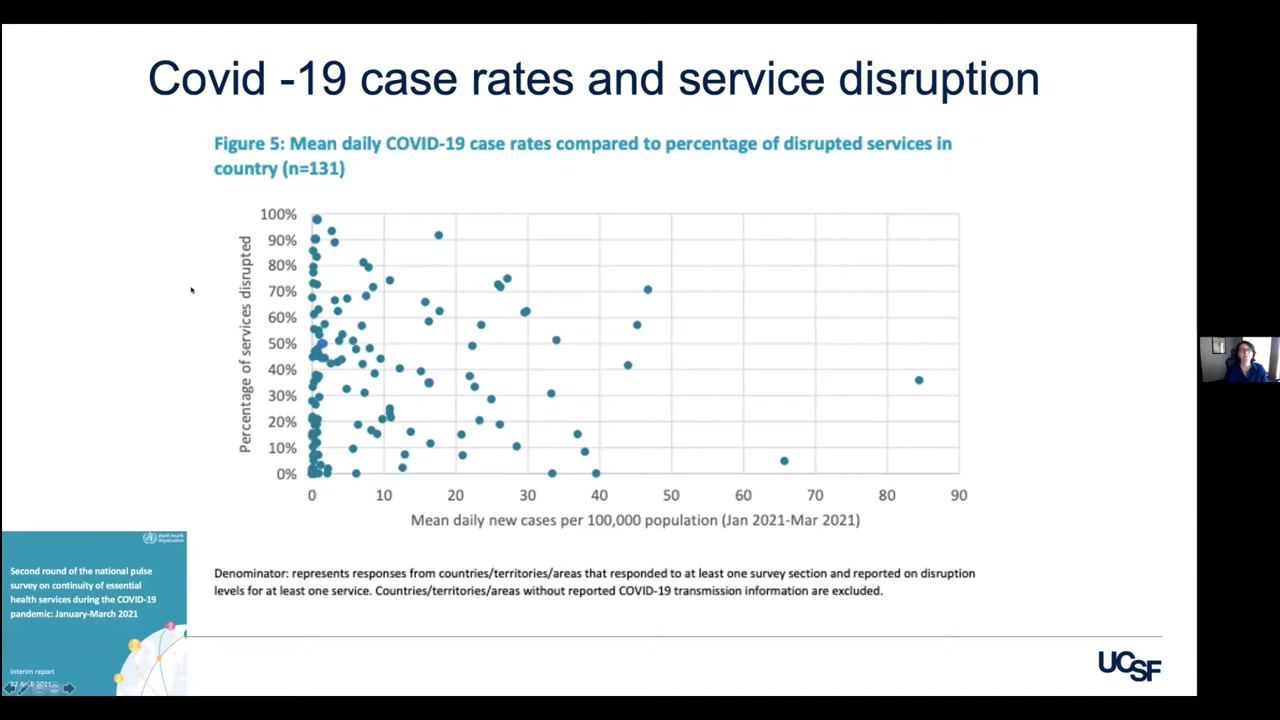 Covid -19 case rates and service disruption
Figure 5: Mean daily COVID-19 case rates compared to percentage of disrupted services in
country (n=131)
Percentage of services disrupted
100%
90%
80%
70%
60%
50%
40%
30%
20%
10%
0%
0 10 20 30 40 50 60 70 80 90
Mean daily new cases per 100,000 population (Jan 2021-Mar 2021)
Denominator: represents responses from countries/territories/areas that responded to at least one survey section and reported on disruption
levels for at least one service. Countries/territories/areas without reported COVID-19 transmission information are excluded.
World Health
Organization
Second round of the national pulse
survey on continuity of essential
health services during the COVID-19
pandemic: January-March 2021
Interim report
2021
UCSF